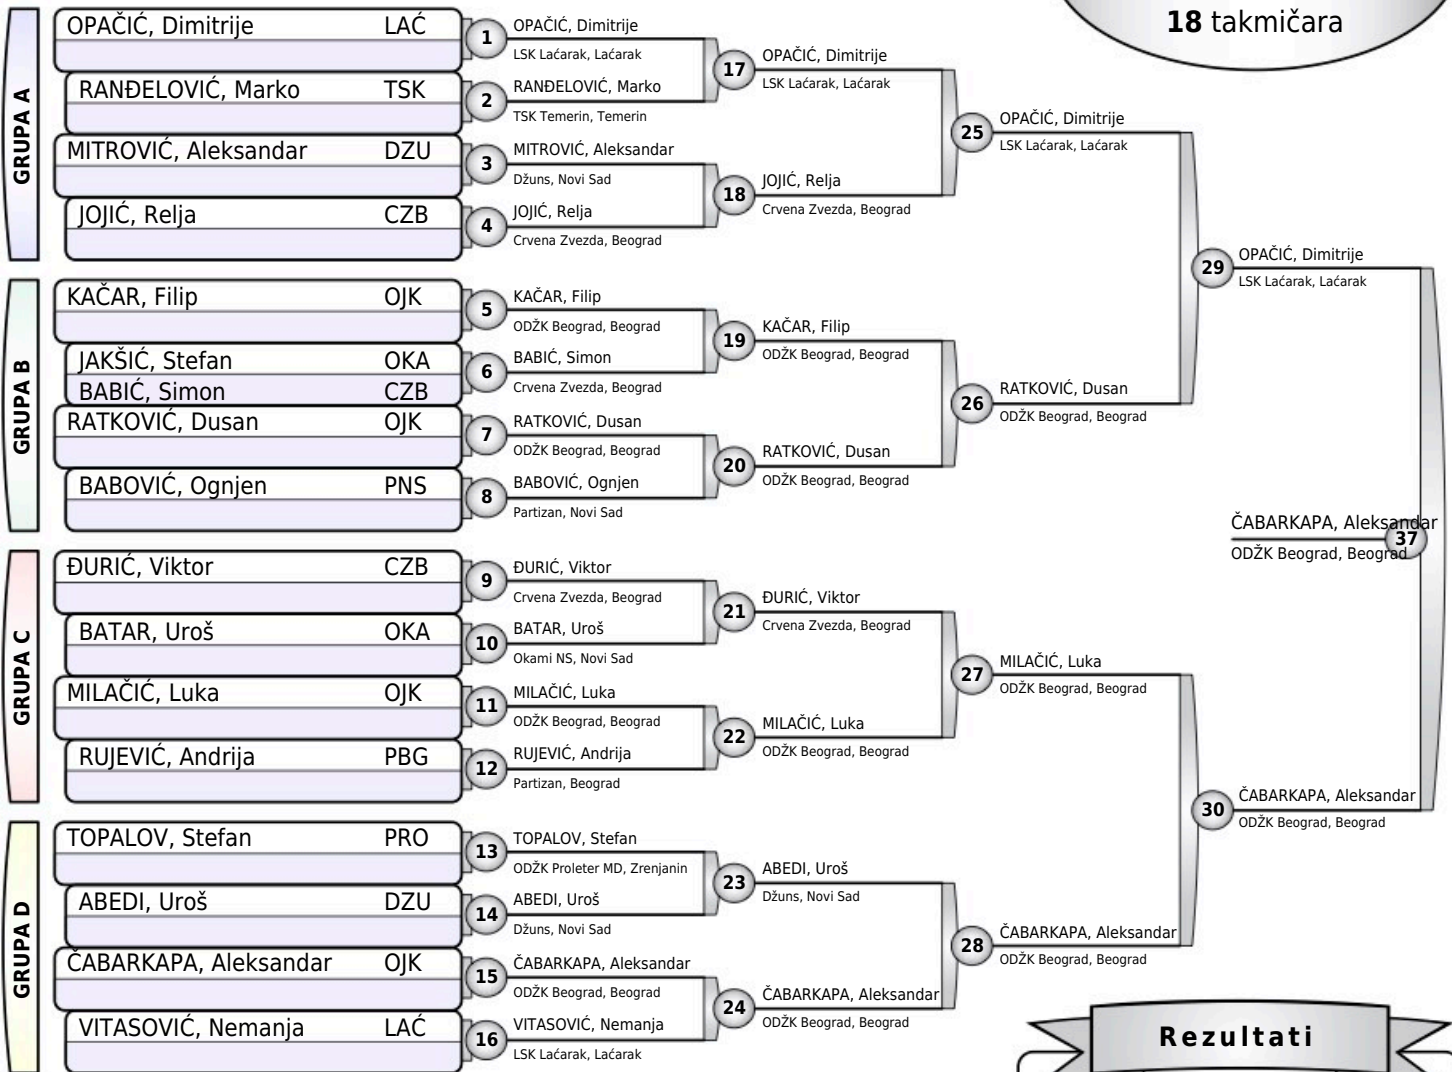 18 takmičara
GRUPA A
OPAČIĆ, Dimitrije LAĆ
RANĐELOVIĆ, Marko TSK
MITROVIĆ, Aleksandar DZU
JOJIĆ, Relja CZB
GRUPA B
KAČAR, Filip OJK
JAKŠIĆ, Stefan OKA
BABIĆ, Simon CZB
RATKOVIĆ, Dusan OJK
BABOVIĆ, Ognjen PNS
GRUPA C
ĐURIĆ, Viktor CZB
BATAR, Uroš OKA
MILAČIĆ, Luka OJK
RUJEVIĆ, Andrija PBG
GRUPA D
TOPALOV, Stefan PRO
ABEDI, Uroš DZU
ČABARKAPA, Aleksandar OJK
VITASOVIĆ, Nemanja LAĆ
1 OPAČIĆ, Dimitrije
LSK Laćarak, Laćarak
2 RANĐELOVIĆ, Marko
TSK Temerin, Temerin
3 MITROVIĆ, Aleksandar
Džuns, Novi Sad
4 JOJIĆ, Relja
Crvena Zvezda, Beograd
5 KAČAR, Filip
ODŽK Beograd, Beograd
6 BABIĆ, Simon
Crvena Zvezda, Beograd
7 RATKOVIĆ, Dusan
ODŽK Beograd, Beograd
8 BABOVIĆ, Ognjen
Partizan, Novi Sad
9 ĐURIĆ, Viktor
Crvena Zvezda, Beograd
10 BATAR, Uroš
Okami NS, Novi Sad
11 MILAČIĆ, Luka
ODŽK Beograd, Beograd
12 RUJEVIĆ, Andrija
Partizan, Beograd
13 TOPALOV, Stefan
ODŽK Proleter MD, Zrenjanin
14 ABEDI, Uroš
Džuns, Novi Sad
15 ČABARKAPA, Aleksandar
ODŽK Beograd, Beograd
16 VITASOVIĆ, Nemanja
LSK Laćarak, Laćarak
17 OPAČIĆ, Dimitrije
LSK Laćarak, Laćarak
18 JOJIĆ, Relja
Crvena Zvezda, Beograd
19 KAČAR, Filip
ODŽK Beograd, Beograd
20 RATKOVIĆ, Dusan
ODŽK Beograd, Beograd
21 ĐURIĆ, Viktor
Crvena Zvezda, Beograd
22 MILAČIĆ, Luka
ODŽK Beograd, Beograd
23 ABEDI, Uroš
Džuns, Novi Sad
24 ČABARKAPA, Aleksandar
ODŽK Beograd, Beograd
25 OPAČIĆ, Dimitrije
LSK Laćarak, Laćarak
26 RATKOVIĆ, Dusan
ODŽK Beograd, Beograd
27 MILAČIĆ, Luka
ODŽK Beograd, Beograd
28 ČABARKAPA, Aleksandar
ODŽK Beograd, Beograd
29 OPAČIĆ, Dimitrije
LSK Laćarak, Laćarak
30 ČABARKAPA, Aleksandar
ODŽK Beograd, Beograd
ČABARKAPA, Aleksandar
37
ODŽK Beograd, Beograd
Rezultati